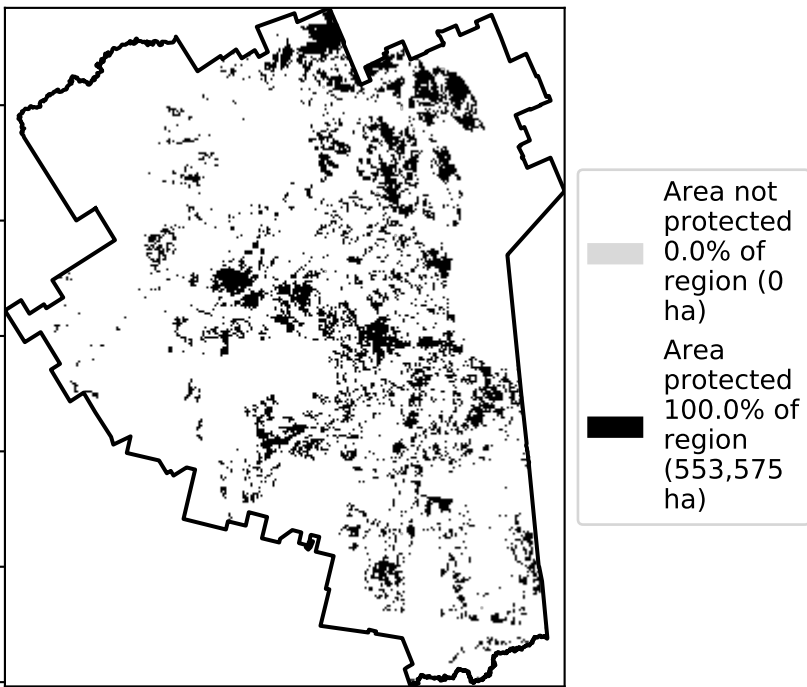 Area not
protected
0.0% of
region (0
ha)
Area
protected
100.0% of
region
(553,575
ha)